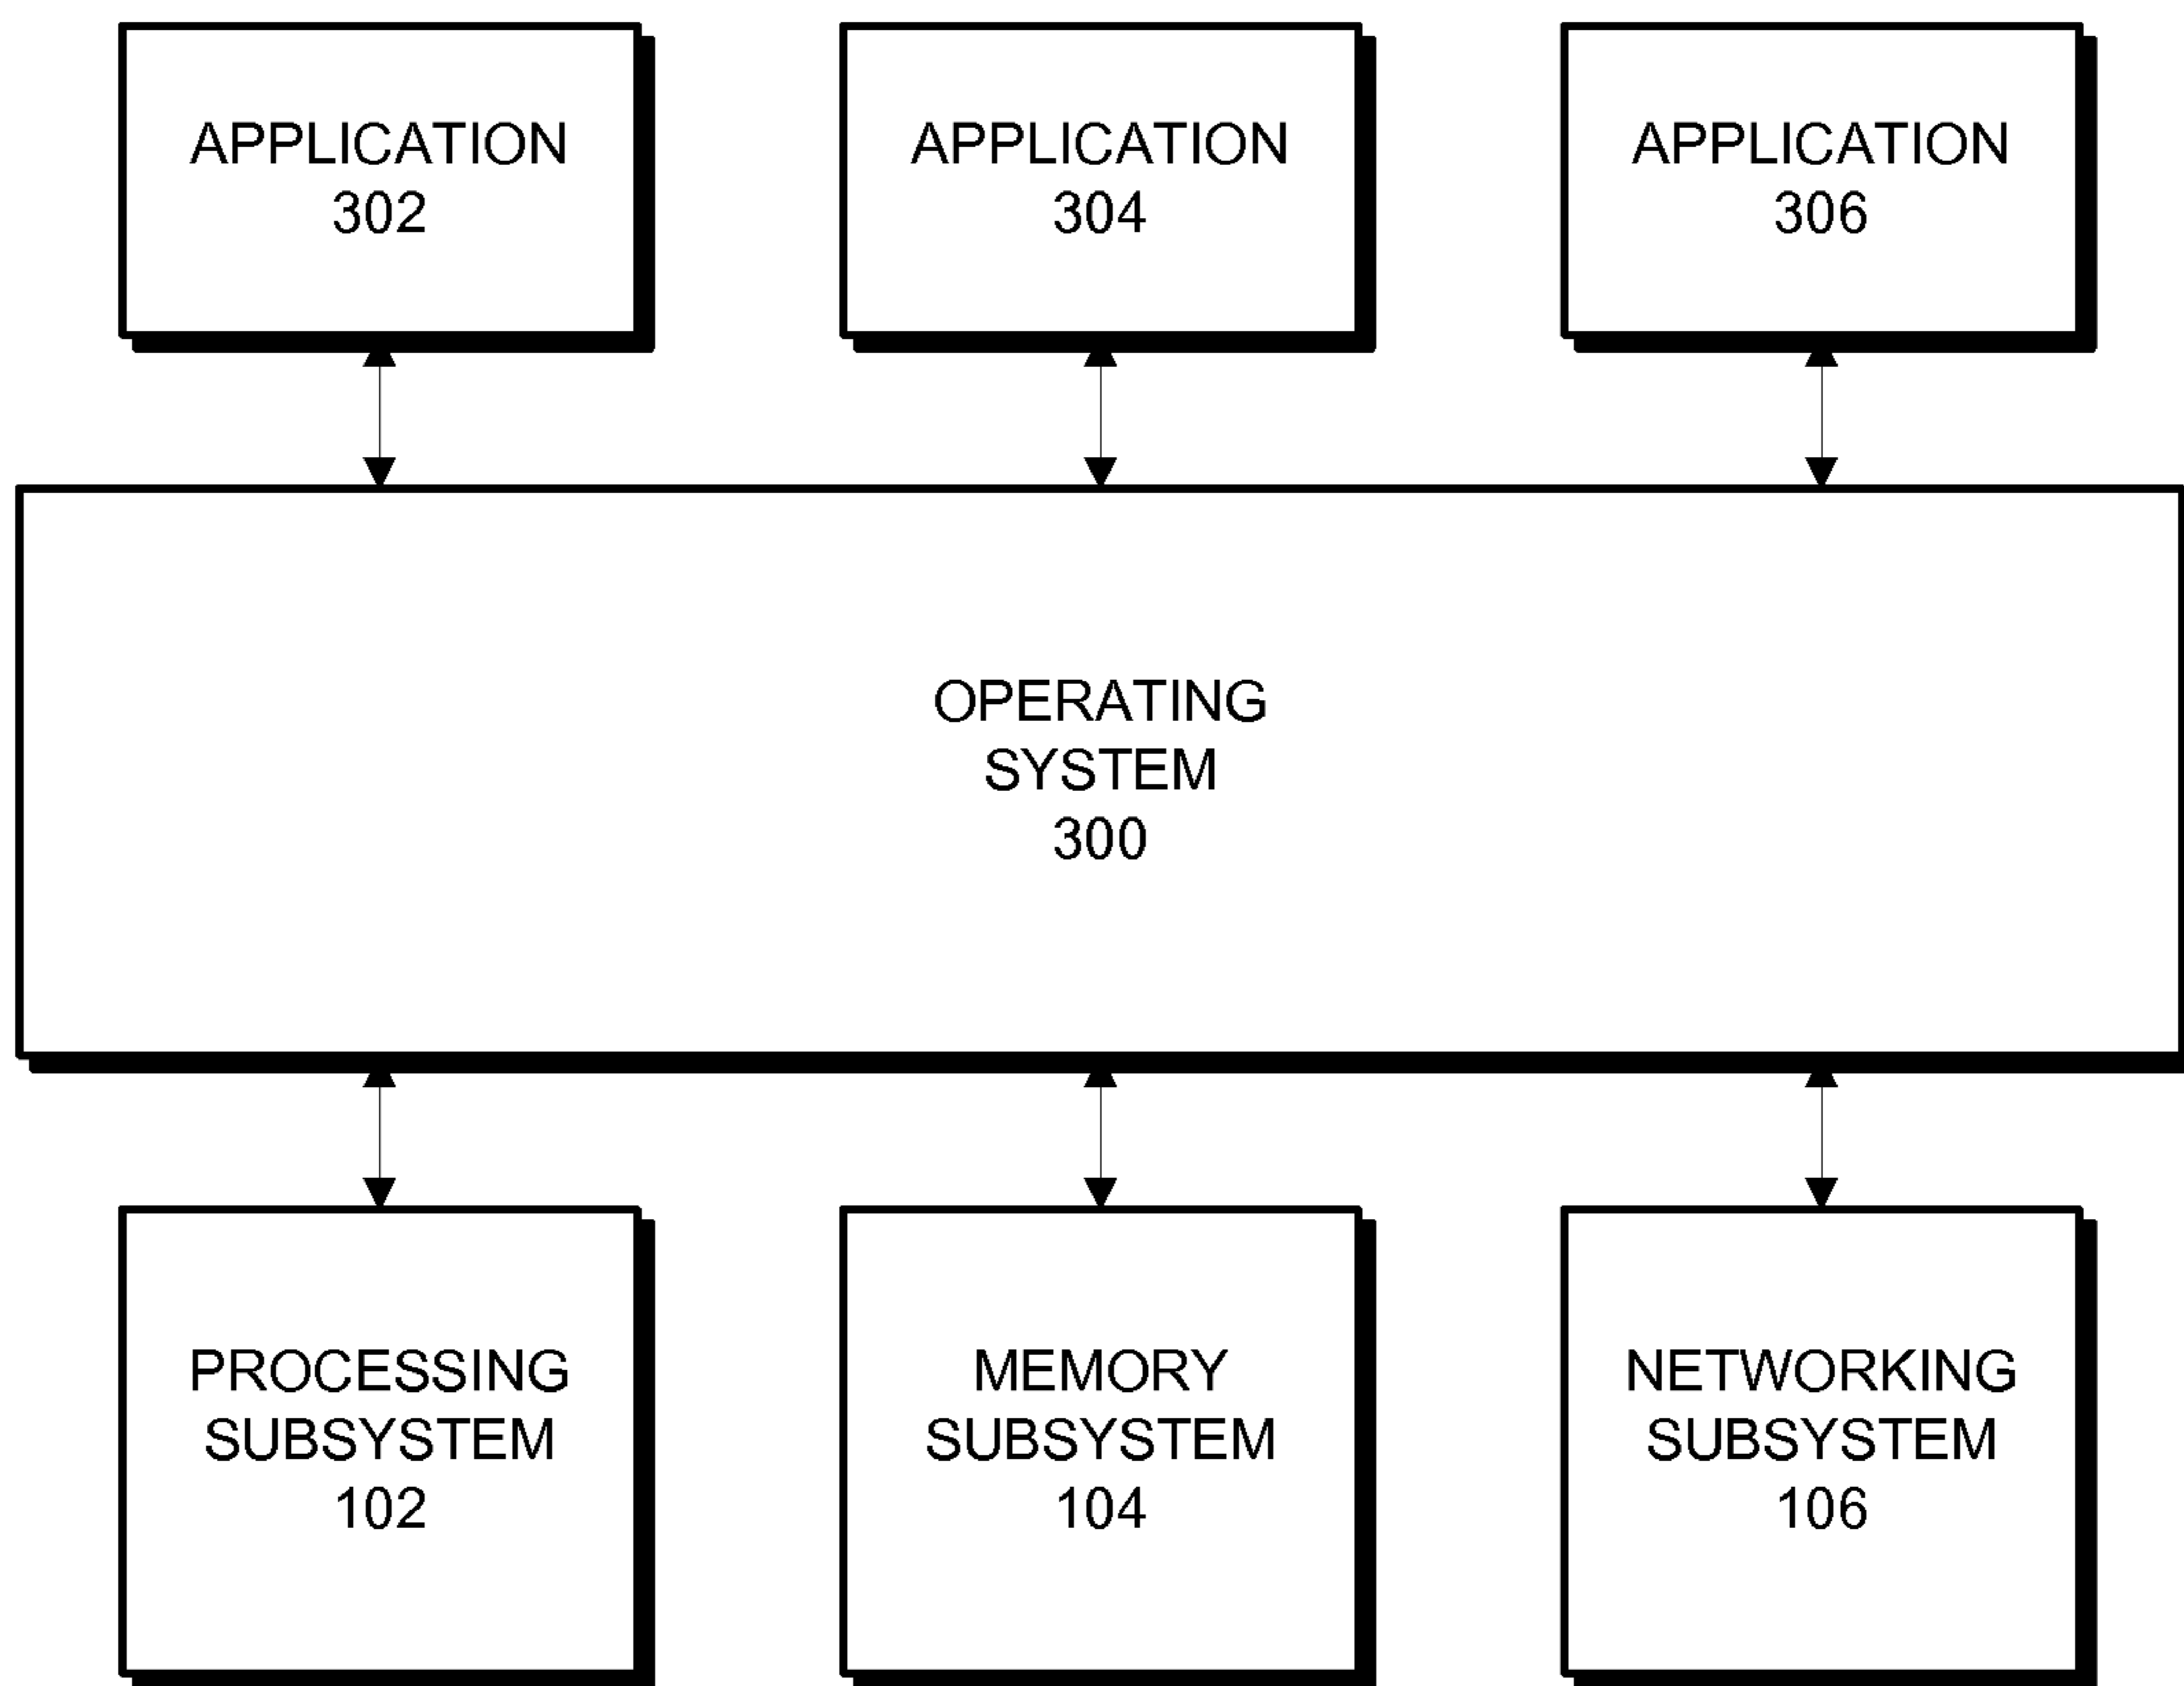 APPLICATION
302
APPLICATION
304
APPLICATION
306
OPERATING
SYSTEM
300
PROCESSING
SUBSYSTEM
102
MEMORY
SUBSYSTEM
104
NETWORKING
SUBSYSTEM
106